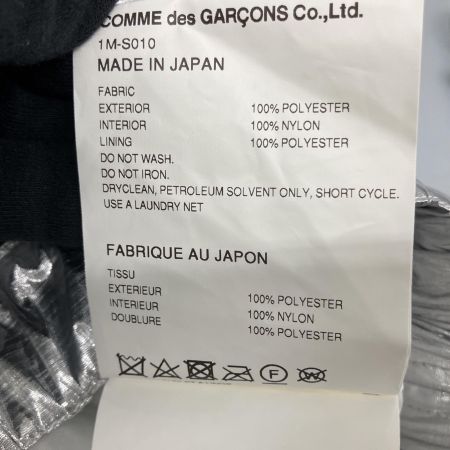 COMME des GARÇONS Co.,Ltd.
1M-S010
MADE IN JAPAN
FABRIC
EXTERIOR 100% POLYESTER
INTERIOR 100% NYLON
LINING 100% POLYESTER
DO NOT WASH.
DO NOT IRON.
DRYCLEAN, PETROLEUM SOLVENT ONLY, SHORT CYCLE.
USE A LAUNDRY NET
FABRIQUE AU JAPON
TISSU
EXTERIEUR 100% POLYESTER
INTERIEUR 100% NYLON
DOUBLURE 100% POLYESTER
F W